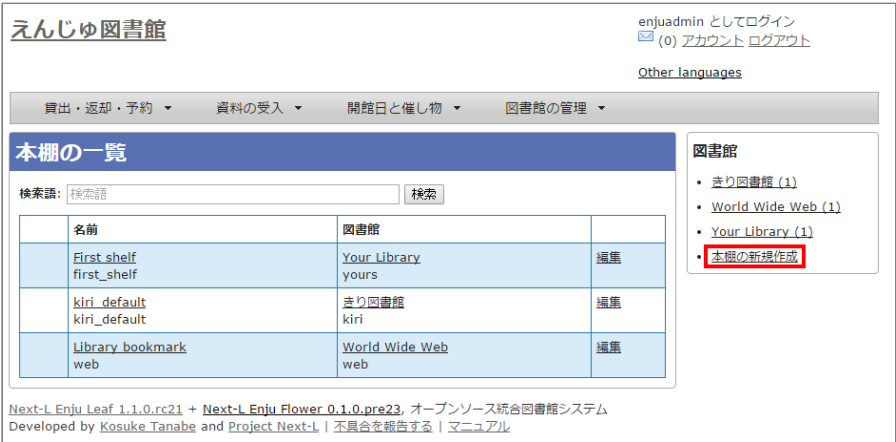 えんじゅ図書館
enjuadmin としてログイン
(0) アカウント ログアウト
Other languages
貸出・返却・予約 ▼ 資料の受入 ▼ 開館日と催し物 ▼ 図書館の管理 ▼
本棚の一覧
検索語: 検索語 検索
名前 図書館
First shelf Your Library 編集
first_shelf yours
kiri_default きり図書館 編集
kiri_default kiri
Library bookmark World Wide Web 編集
web web
図書館
• きり図書館 (1)
• World Wide Web (1)
• Your Library (1)
• 本棚の新規作成
Next-L Enju Leaf 1.1.0.rc21 + Next-L Enju Flower 0.1.0.pre23, オープンソース統合図書館システム
Developed by Kosuke Tanabe and Project Next-L | 不具合を報告する | マニュアル